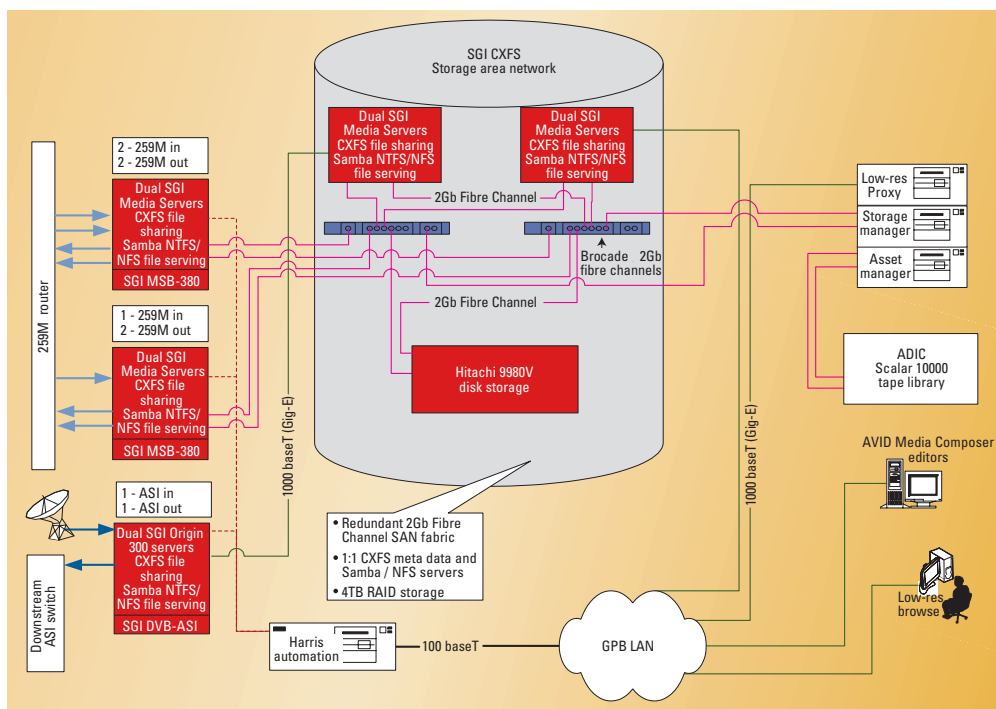 SGI CXFS
Storage area network
Dual SGI
Media Servers
CXFS file sharing
Samba NTFS/NFS
file serving
Dual SGI
Media Servers
CXFS file sharing
Samba NTFS/NFS
file serving
2Gb Fibre Channel
Brocade 2Gb
fibre channels
2Gb Fibre Channel
Hitachi 9980V
disk storage
259M router
2 - 259M in
2 - 259M out
Dual SGI
Media Servers
CXFS file
sharing
Samba NTFS/
NFS file serving
SGI MSB-380
1 - 259M in
2 - 259M out
Dual SGI
Media Servers
CXFS file
sharing
Samba NTFS/
NFS file serving
SGI MSB-380
1 - ASI in
1 - ASI out
Dual SGI Origin
300 servers
CXFS file
sharing
Samba NTFS/
NFS file serving
SGI DVB-ASI
Downstream
ASI switch
1000 baseT (Gig-E)
• Redundant 2Gb Fibre
Channel SAN fabric
• 1:1 CXFS meta data and
Samba / NFS servers
• 4TB RAID storage
Harris
automation
100 baseT
GPB LAN
1000 baseT (Gig-E)
Low-res
Proxy
Storage
manager
Asset
manager
ADIC
Scalar 10000
tape library
AVID Media Composer
editors
Low-res
browse